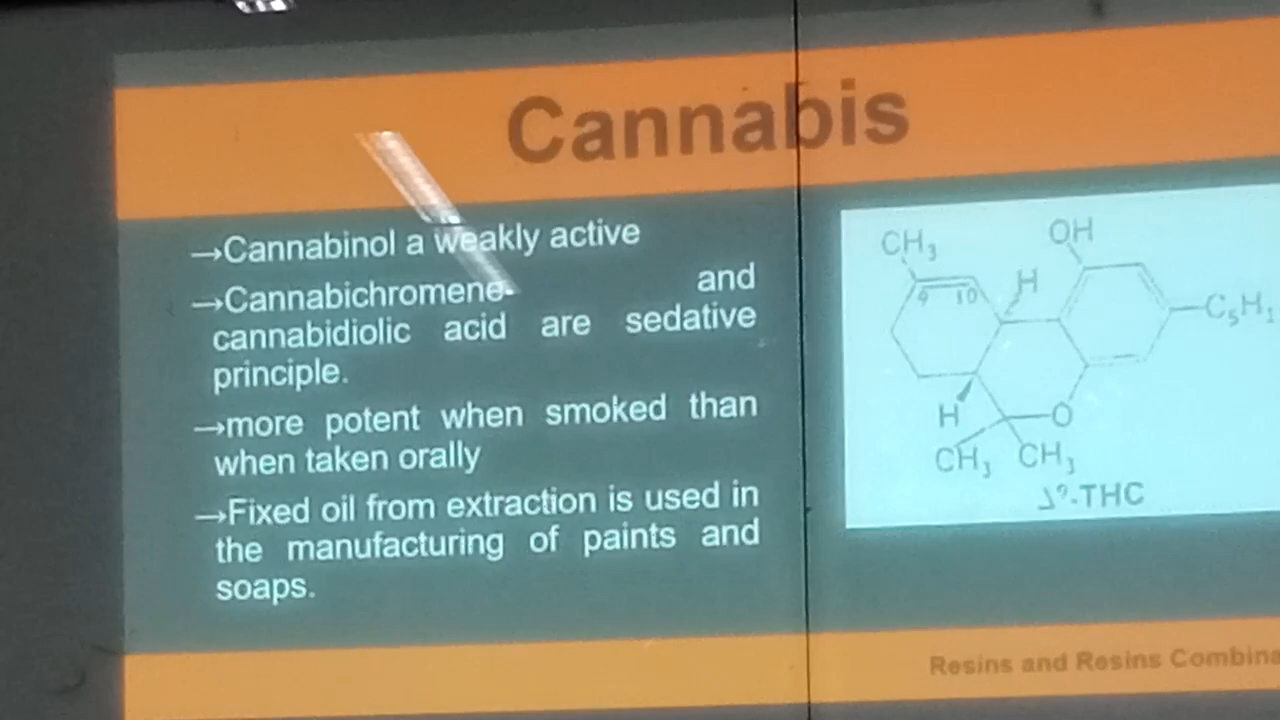 Cannabis
→Cannabinol a weakly active
→Cannabichromene- and
cannabidiolic acid are sedative
principle.
→more potent when smoked than
when taken orally
→Fixed oil from extraction is used in
the manufacturing of paints and
soaps.
CH₃
OH
9 10 H
C₅H₁
H
O
CH₃ CH₃
Δ⁹-THC
Resins and Resins Combina